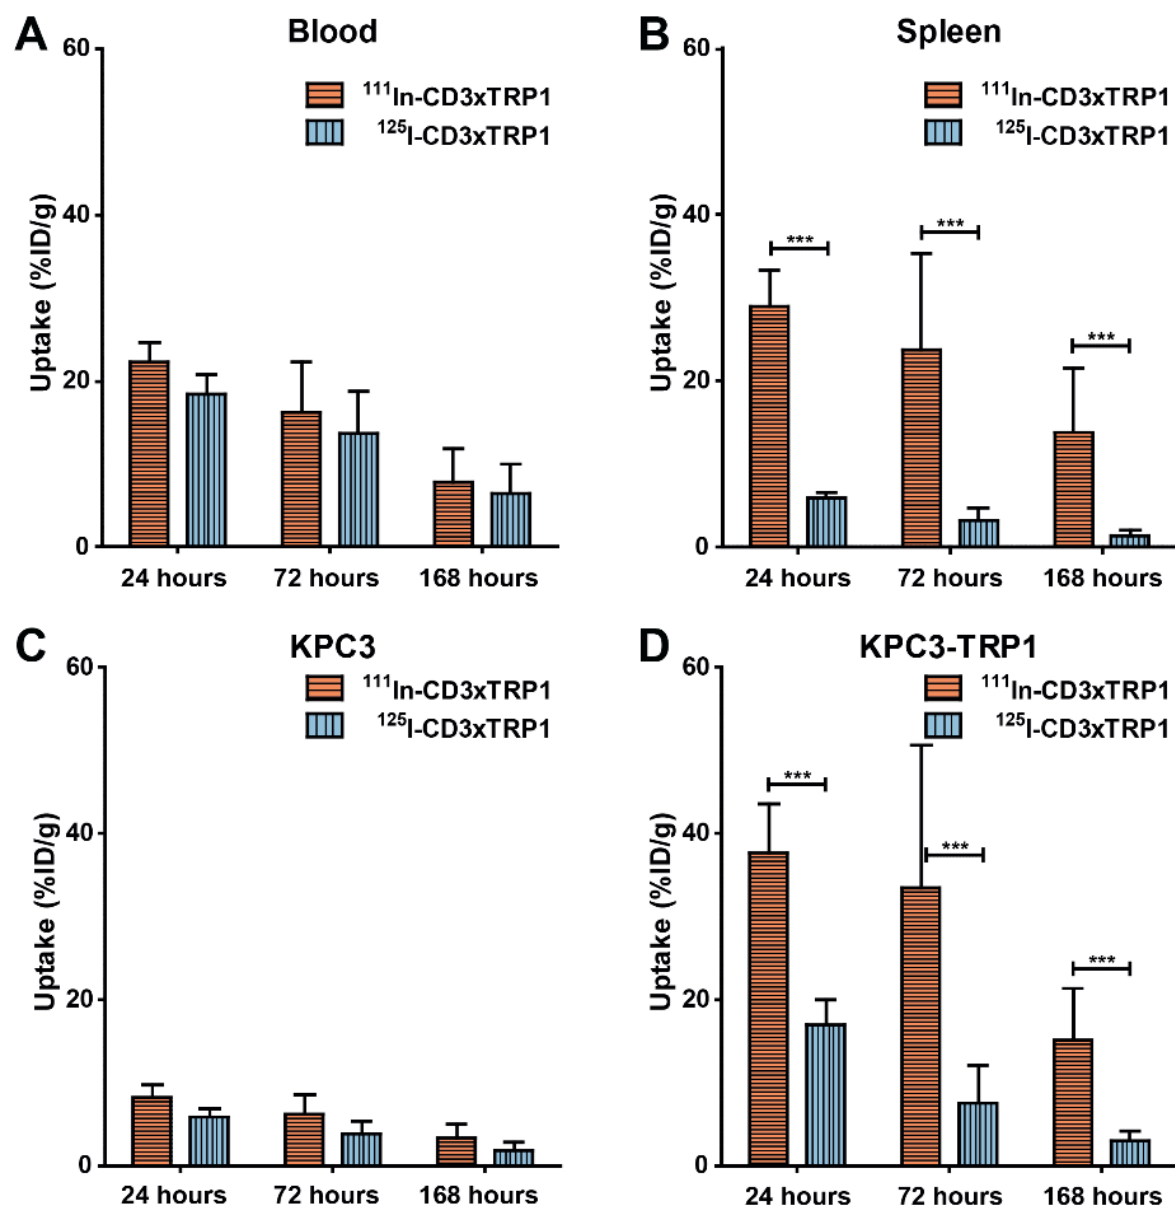 A
Blood
60
40
20
0
Uptake (%ID/g)
¹¹¹In-CD3xTRP1
¹²⁵I-CD3xTRP1
24 hours
72 hours
168 hours
B
Spleen
60
40
20
0
Uptake (%ID/g)
¹¹¹In-CD3xTRP1
¹²⁵I-CD3xTRP1
***
***
***
24 hours
72 hours
168 hours
C
KPC3
60
40
20
0
Uptake (%ID/g)
¹¹¹In-CD3xTRP1
¹²⁵I-CD3xTRP1
24 hours
72 hours
168 hours
D
KPC3-TRP1
60
40
20
0
Uptake (%ID/g)
¹¹¹In-CD3xTRP1
¹²⁵I-CD3xTRP1
***
***
***
24 hours
72 hours
168 hours